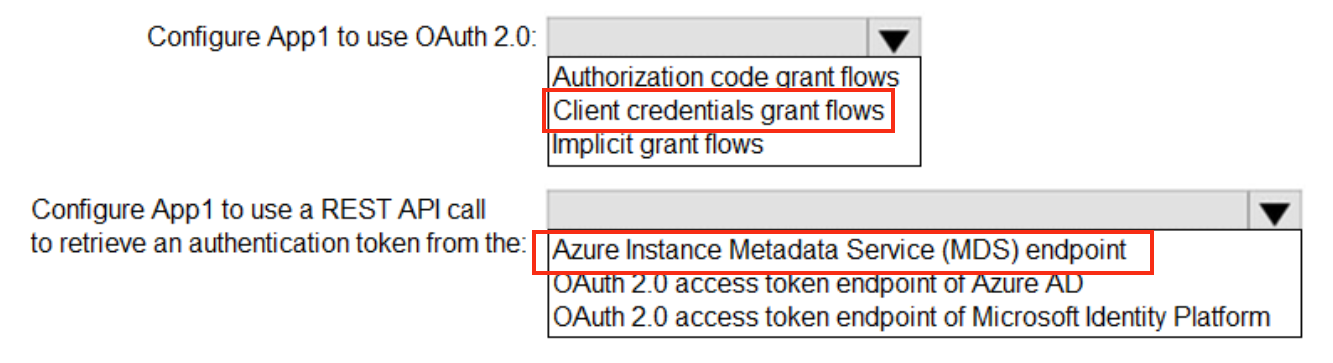 Configure App1 to use OAuth 2.0:
Authorization code grant flows
Client credentials grant flows
Implicit grant flows
Configure App1 to use a REST API call
to retrieve an authentication token from the:
Azure Instance Metadata Service (MDS) endpoint
OAuth 2.0 access token endpoint of Azure AD
OAuth 2.0 access token endpoint of Microsoft Identity Platform